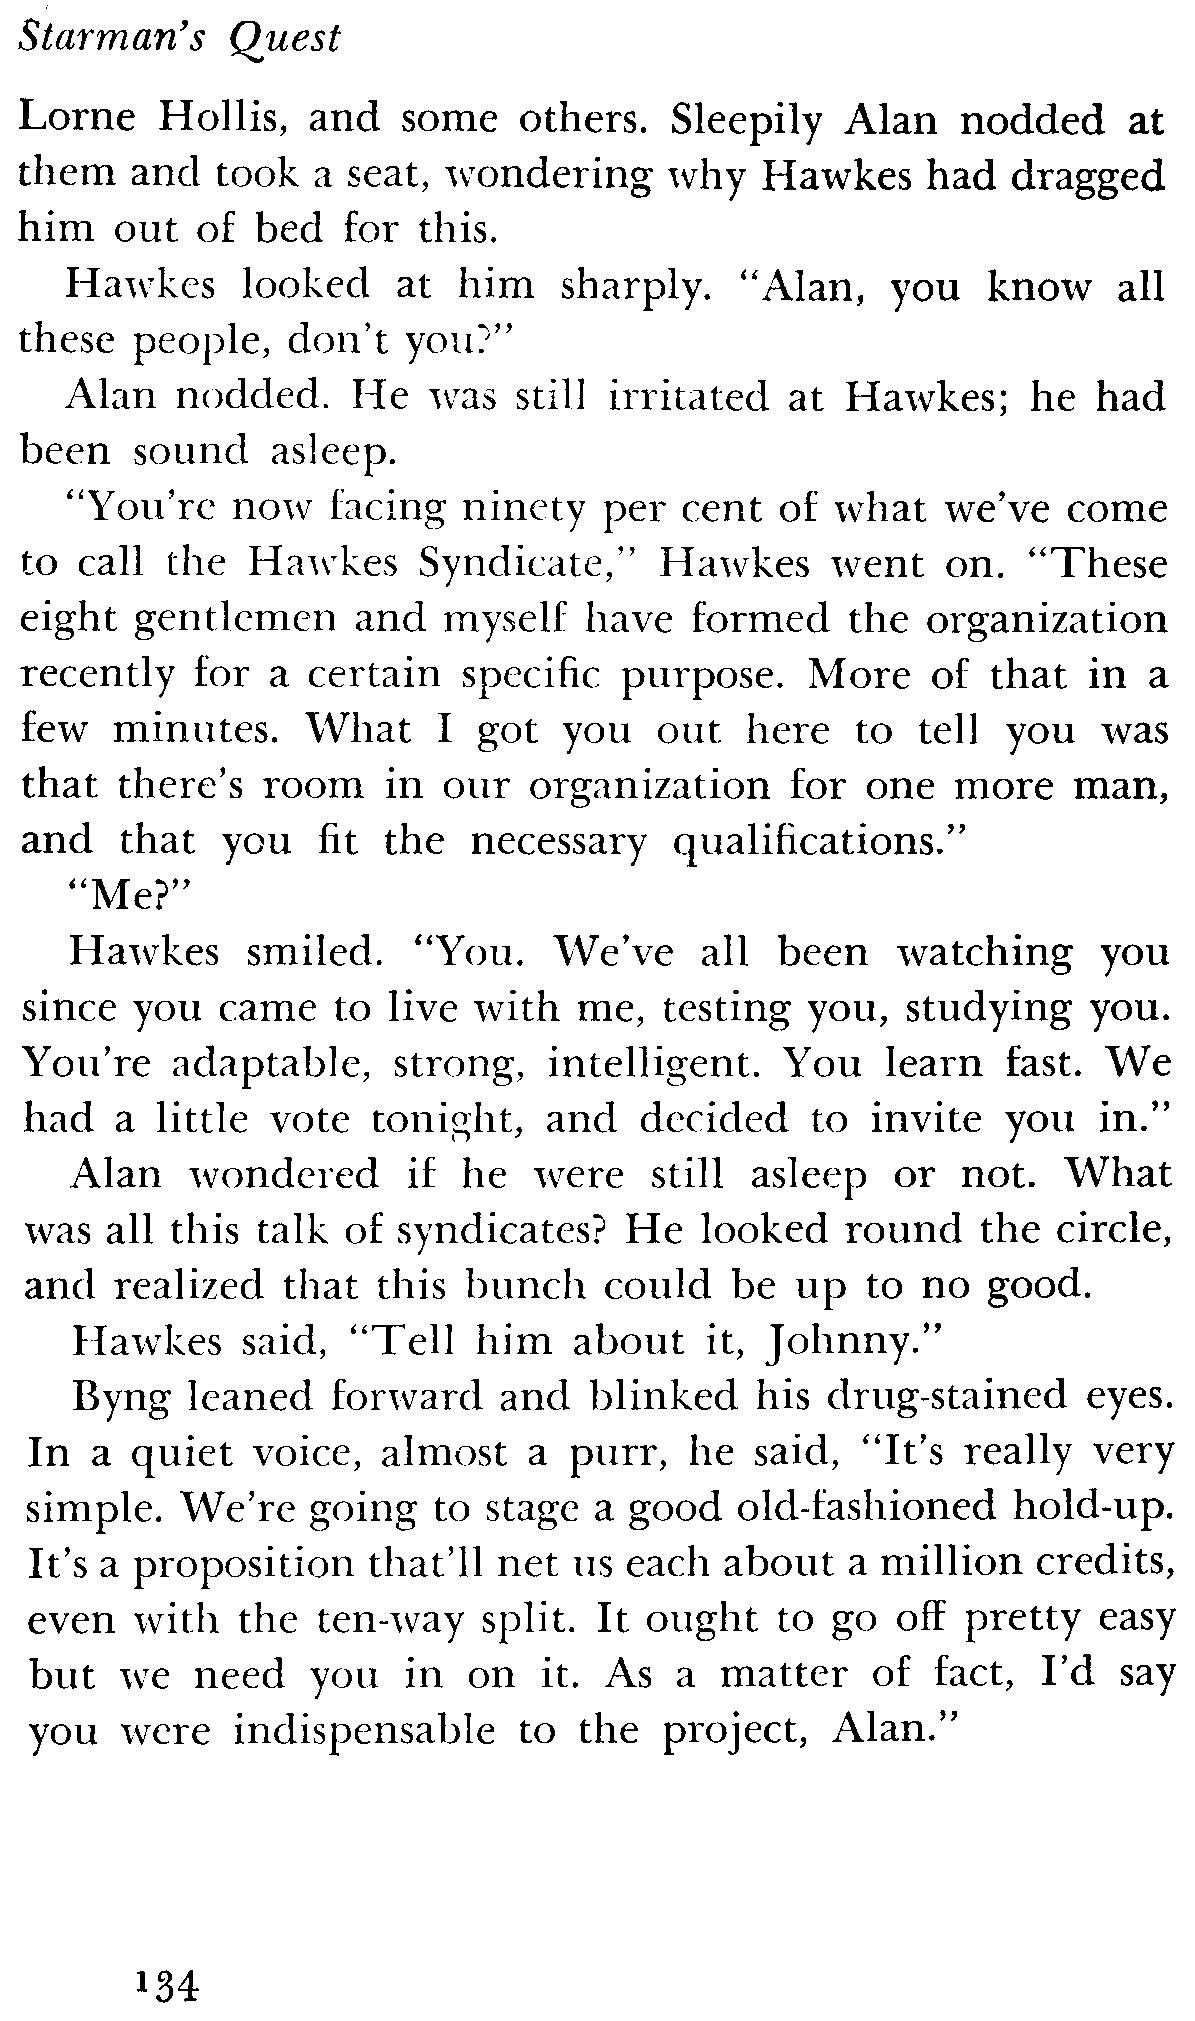 Starman's Quest
Lorne Hollis, and some others. Sleepily Alan nodded at
them and took a seat, wondering why Hawkes had dragged
him out of bed for this.
Hawkes looked at him sharply. "Alan, you know all
these people, don't you?"
Alan nodded. He was still irritated at Hawkes; he had
been sound asleep.
"You're now facing ninety per cent of what we've come
to call the Hawkes Syndicate," Hawkes went on. "These
eight gentlemen and myself have formed the organization
recently for a certain specific purpose. More of that in a
few minutes. What I got you out here to tell you was
that there's room in our organization for one more man,
and that you fit the necessary qualifications."
"Me?"
Hawkes smiled. "You. We've all been watching you
since you came to live with me, testing you, studying you.
You're adaptable, strong, intelligent. You learn fast. We
had a little vote tonight, and decided to invite you in."
Alan wondered if he were still asleep or not. What
was all this talk of syndicates? He looked round the circle,
and realized that this bunch could be up to no good.
Hawkes said, "Tell him about it, Johnny."
Byng leaned forward and blinked his drug-stained eyes.
In a quiet voice, almost a purr, he said, "It's really very
simple. We're going to stage a good old-fashioned hold-up.
It's a proposition that'll net us each about a million credits,
even with the ten-way split. It ought to go off pretty easy
but we need you in on it. As a matter of fact, I'd say
you were indispensable to the project, Alan."
134